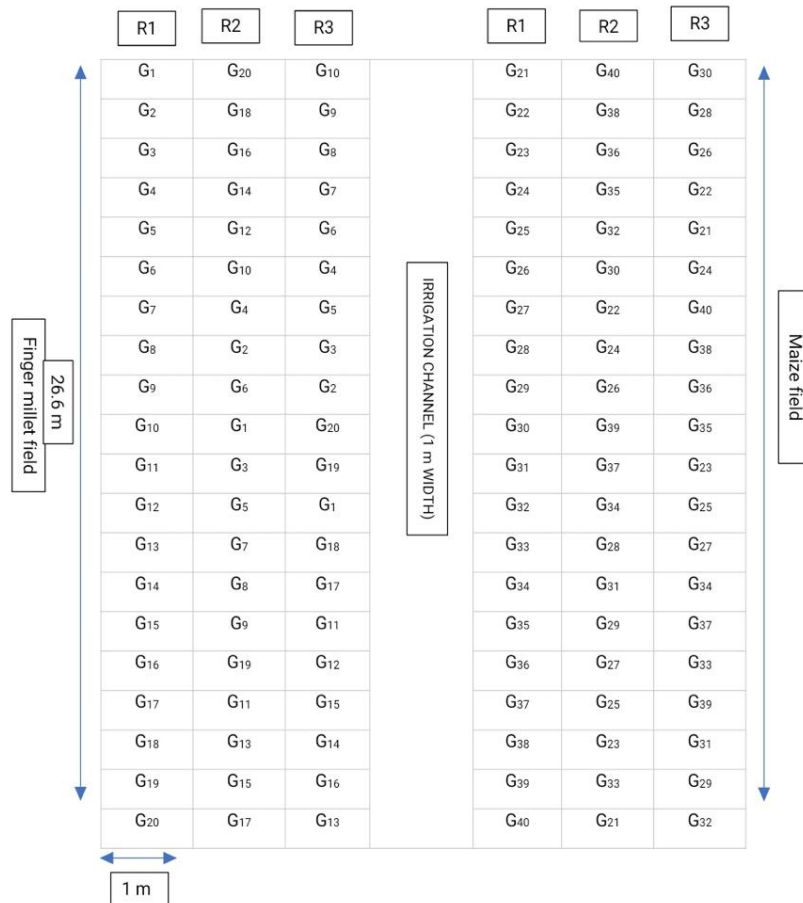 R1 R2 R3 R1 R2 R3
G1 G20 G10 G21 G40 G30
G2 G18 G9 G22 G38 G28
G3 G16 G8 G23 G36 G26
G4 G14 G7 G24 G35 G22
G5 G12 G6 G25 G32 G21
G6 G10 G4 G26 G30 G24
G7 G4 G5 G27 G22 G40
G8 G2 G3 G28 G24 G38
G9 G6 G2 G29 G26 G36
G10 G1 G20 G30 G39 G35
G11 G3 G19 G31 G37 G23
G12 G5 G1 G32 G34 G25
G13 G7 G18 G33 G28 G27
G14 G8 G17 G34 G31 G34
G15 G9 G11 G35 G29 G37
G16 G19 G12 G36 G27 G33
G17 G11 G15 G37 G25 G39
G18 G13 G14 G38 G23 G31
G19 G15 G16 G39 G33 G29
G20 G17 G13 G40 G21 G32
Finger millet field
26.6 m
IRRIGATION CHANNEL (1 m WIDTH)
Maize field
1 m